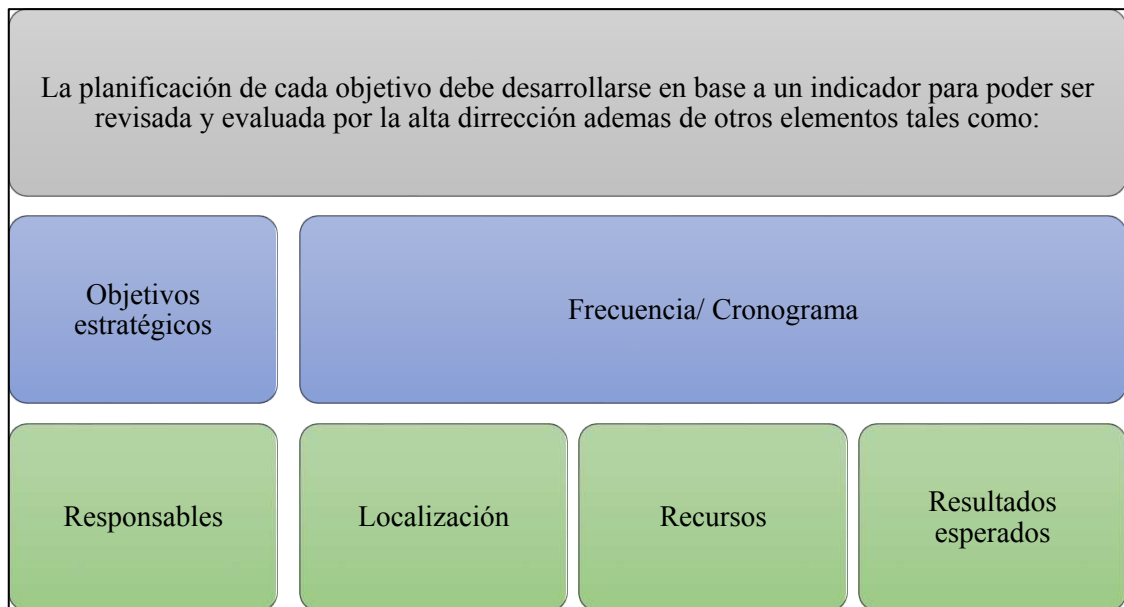 La planificación de cada objetivo debe desarrollarse en base a un indicador para poder ser
revisada y evaluada por la alta dirrección ademas de otros elementos tales como:
Objetivos
estratégicos
Frecuencia/ Cronograma
Responsables
Localización
Recursos
Resultados
esperados